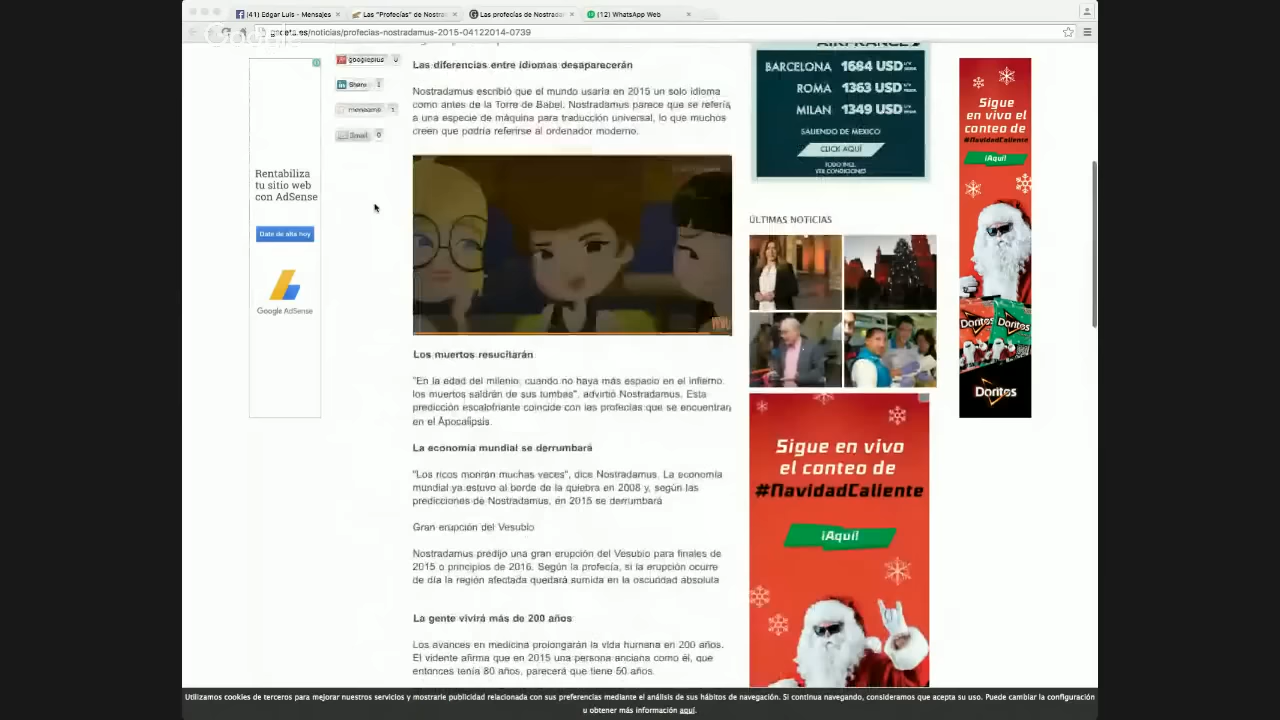 (41) Edgar Luis - Mensajes
Las "Profecías" de Nostra
Las profecías de Nostradam
(12) WhatsApp Web
.es/noticias/profecias-nostradamus-2015-04122014-0739
googleplus 0
Share 1
meneame 1
Email 0
Rentabiliza
tu sitio web
con AdSense
Date de alta hoy
Google AdSense
Las diferencias entre idiomas desaparecerán
Nostradamus escribió que el mundo usaría en 2015 un solo idioma
como antes de la Torre de Babel. Nostradamus parece que se refería
a una especie de máquina para traducción universal, lo que muchos
creen que podría referirse al ordenador moderno.
Los muertos resucitarán
"En la edad del milenio, cuando no haya más espacio en el infierno,
los muertos saldrán de sus tumbas", advirtió Nostradamus. Esta
predicción escalofriante coincide con las profecías que se encuentran
en el Apocalipsis.
La economía mundial se derrumbará
"Los ricos morirán muchas veces", dice Nostradamus. La economía
mundial ya estuvo al borde de la quiebra en 2008 y, según las
predicciones de Nostradamus, en 2015 se derrumbará
Gran erupción del Vesubio
Nostradamus predijo una gran erupción del Vesubio para finales de
2015 o principios de 2016. Según la profecía, si la erupción ocurre
de día la región afectada quedará sumida en la oscuridad absoluta
La gente vivirá más de 200 años
Los avances en medicina prolongarán la vida humana en 200 años.
El vidente afirma que en 2015 una persona anciana como él, que
entonces tenía 80 años, parecerá que tiene 50 años.
AIRFRANCE
BARCELONA 1684 USD
ROMA 1363 USD
MILAN 1349 USD
SALIENDO DE MEXICO
CLICK AQUÍ
TODO INCL.
VER CONDICIONES
ÚLTIMAS NOTICIAS
Sigue en vivo
el conteo de
#NavidadCaliente
¡Aquí!
Sigue
en vivo el
conteo de
#NavidadCaliente
¡Aquí!
Doritos
Doritos
Doritos
Utilizamos cookies de terceros para mejorar nuestros servicios y mostrarle publicidad relacionada con sus preferencias mediante el análisis de sus hábitos de navegación. Si continua navegando, consideramos que acepta su uso. Puede cambiar la configuración
u obtener más información aquí.